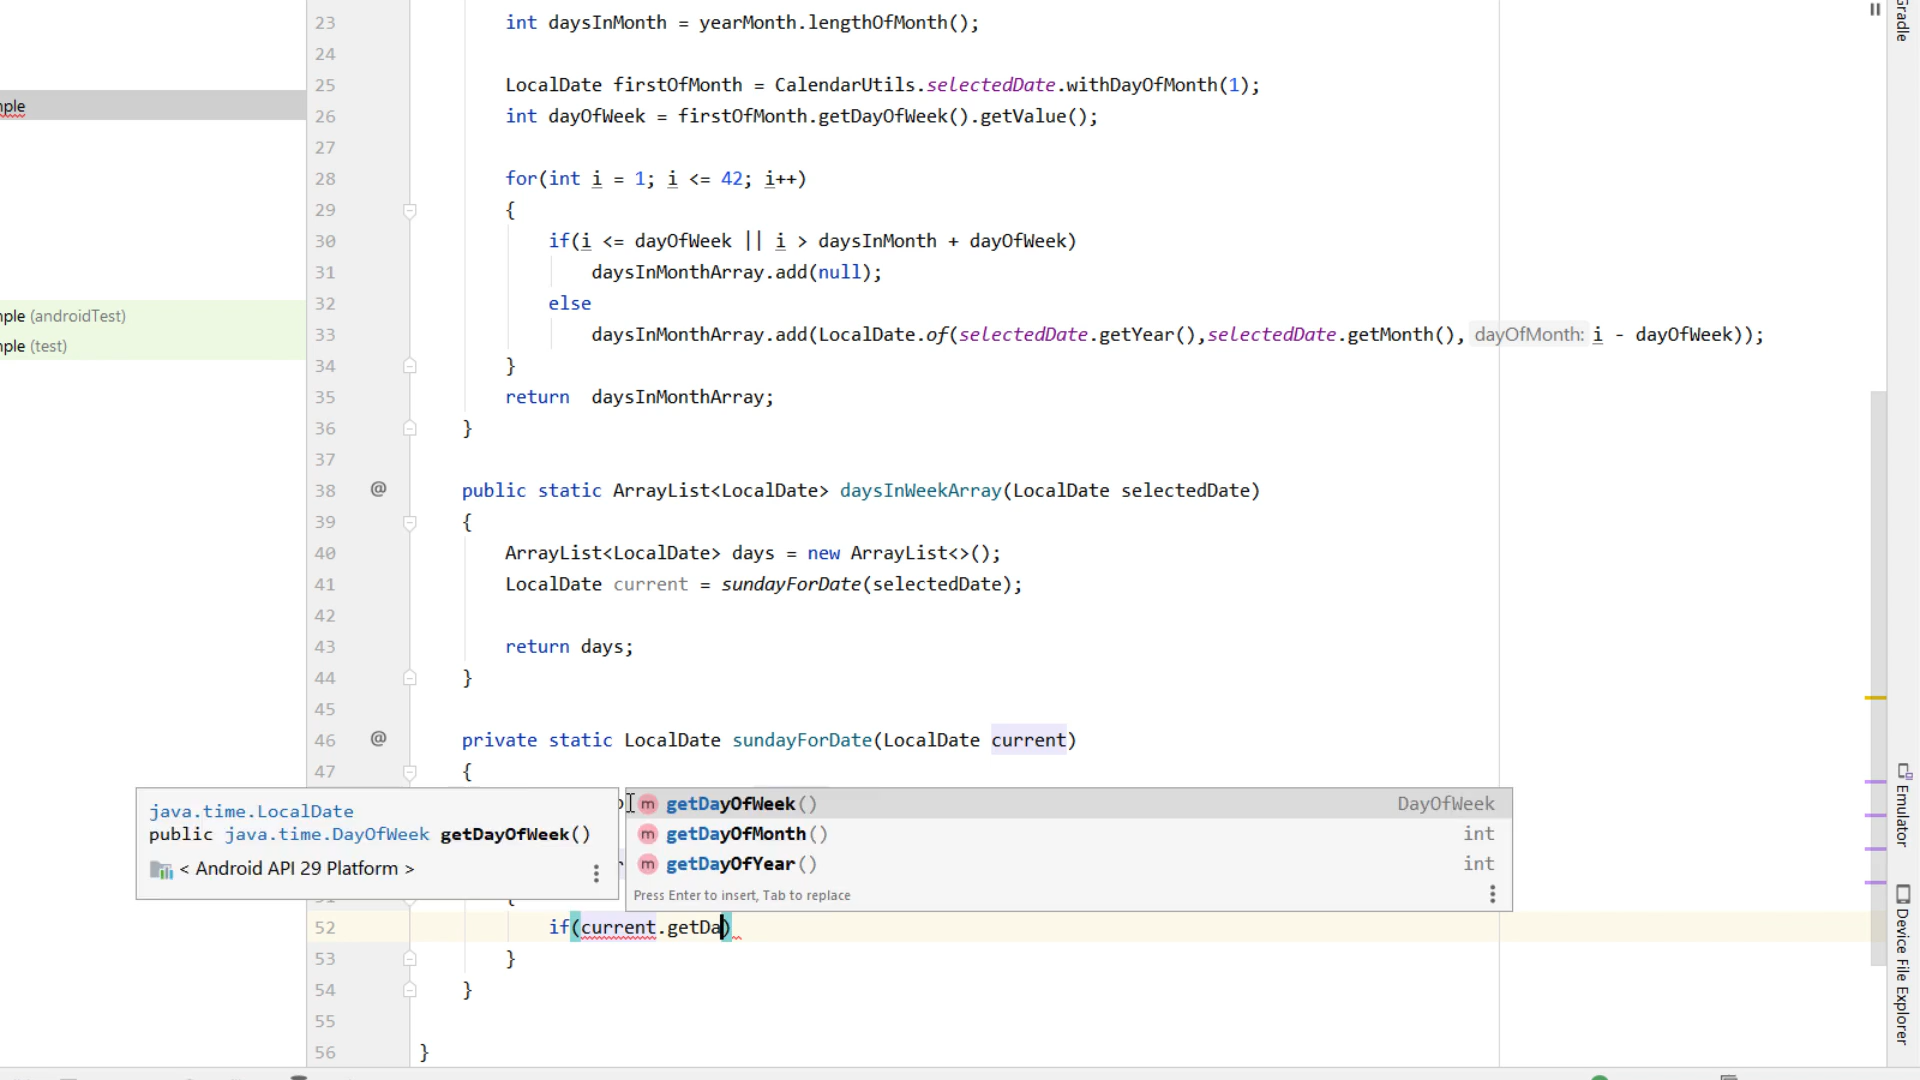 23 int daysInMonth = yearMonth.lengthOfMonth();
24
25 LocalDate firstOfMonth = CalendarUtils.selectedDate.withDayOfMonth(1);
26 int dayOfWeek = firstOfMonth.getDayOfWeek().getValue();
27
28 for(int i = 1; i <= 42; i++)
29 {
30 if(i <= dayOfWeek || i > daysInMonth + dayOfWeek)
31 daysInMonthArray.add(null);
32 else
33 daysInMonthArray.add(LocalDate.of(selectedDate.getYear(),selectedDate.getMonth(), dayOfMonth: i - dayOfWeek));
34 }
35 return daysInMonthArray;
36 }
37
38 @ public static ArrayList<LocalDate> daysInWeekArray(LocalDate selectedDate)
39 {
40 ArrayList<LocalDate> days = new ArrayList<>();
41 LocalDate current = sundayForDate(selectedDate);
42
43 return days;
44 }
45
46 @ private static LocalDate sundayForDate(LocalDate current)
47 {
52 if(current.getDa)
53 }
54 }
55
56 }
mple
mple (androidTest)
mple (test)
java.time.LocalDate
public java.time.DayOfWeek getDayOfWeek()
< Android API 29 Platform >
getDayOfWeek() DayOfWeek
getDayOfMonth() int
getDayOfYear() int
Press Enter to insert, Tab to replace
Gradle
Emulator
Device File Explorer